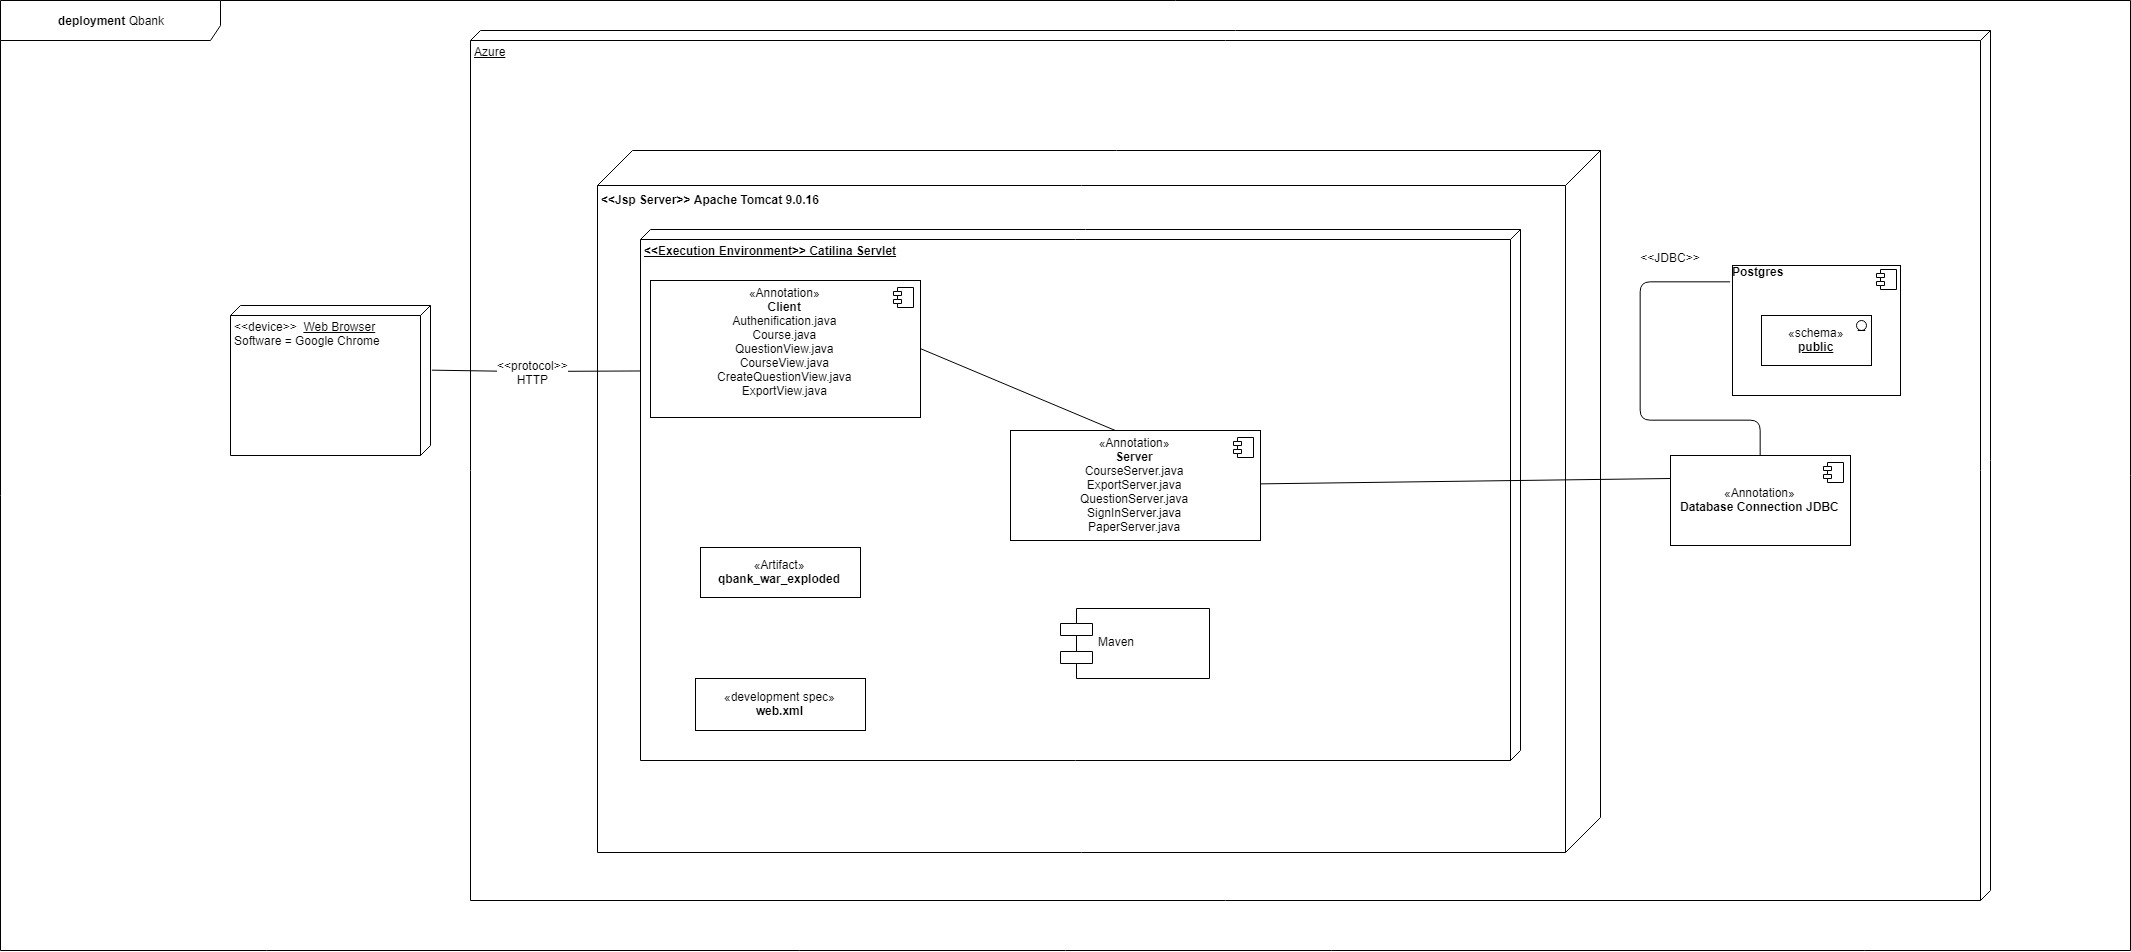 deployment Qbank
Azure
<<Jsp Server>> Apache Tomcat 9.0.16
<<Execution Environment>> Catilina Servlet
«Annotation»
Client
Authenification.java
Course.java
QuestionView.java
CourseView.java
CreateQuestionView.java
ExportView.java
<<device>> Web Browser
Software = Google Chrome
<<protocol>>
HTTP
«Annotation»
Server
CourseServer.java
ExportServer.java
QuestionServer.java
SignInServer.java
PaperServer.java
«Artifact»
qbank_war_exploded
Maven
«development spec»
web.xml
<<JDBC>>
Postgres
«schema»
public
«Annotation»
Database Connection JDBC